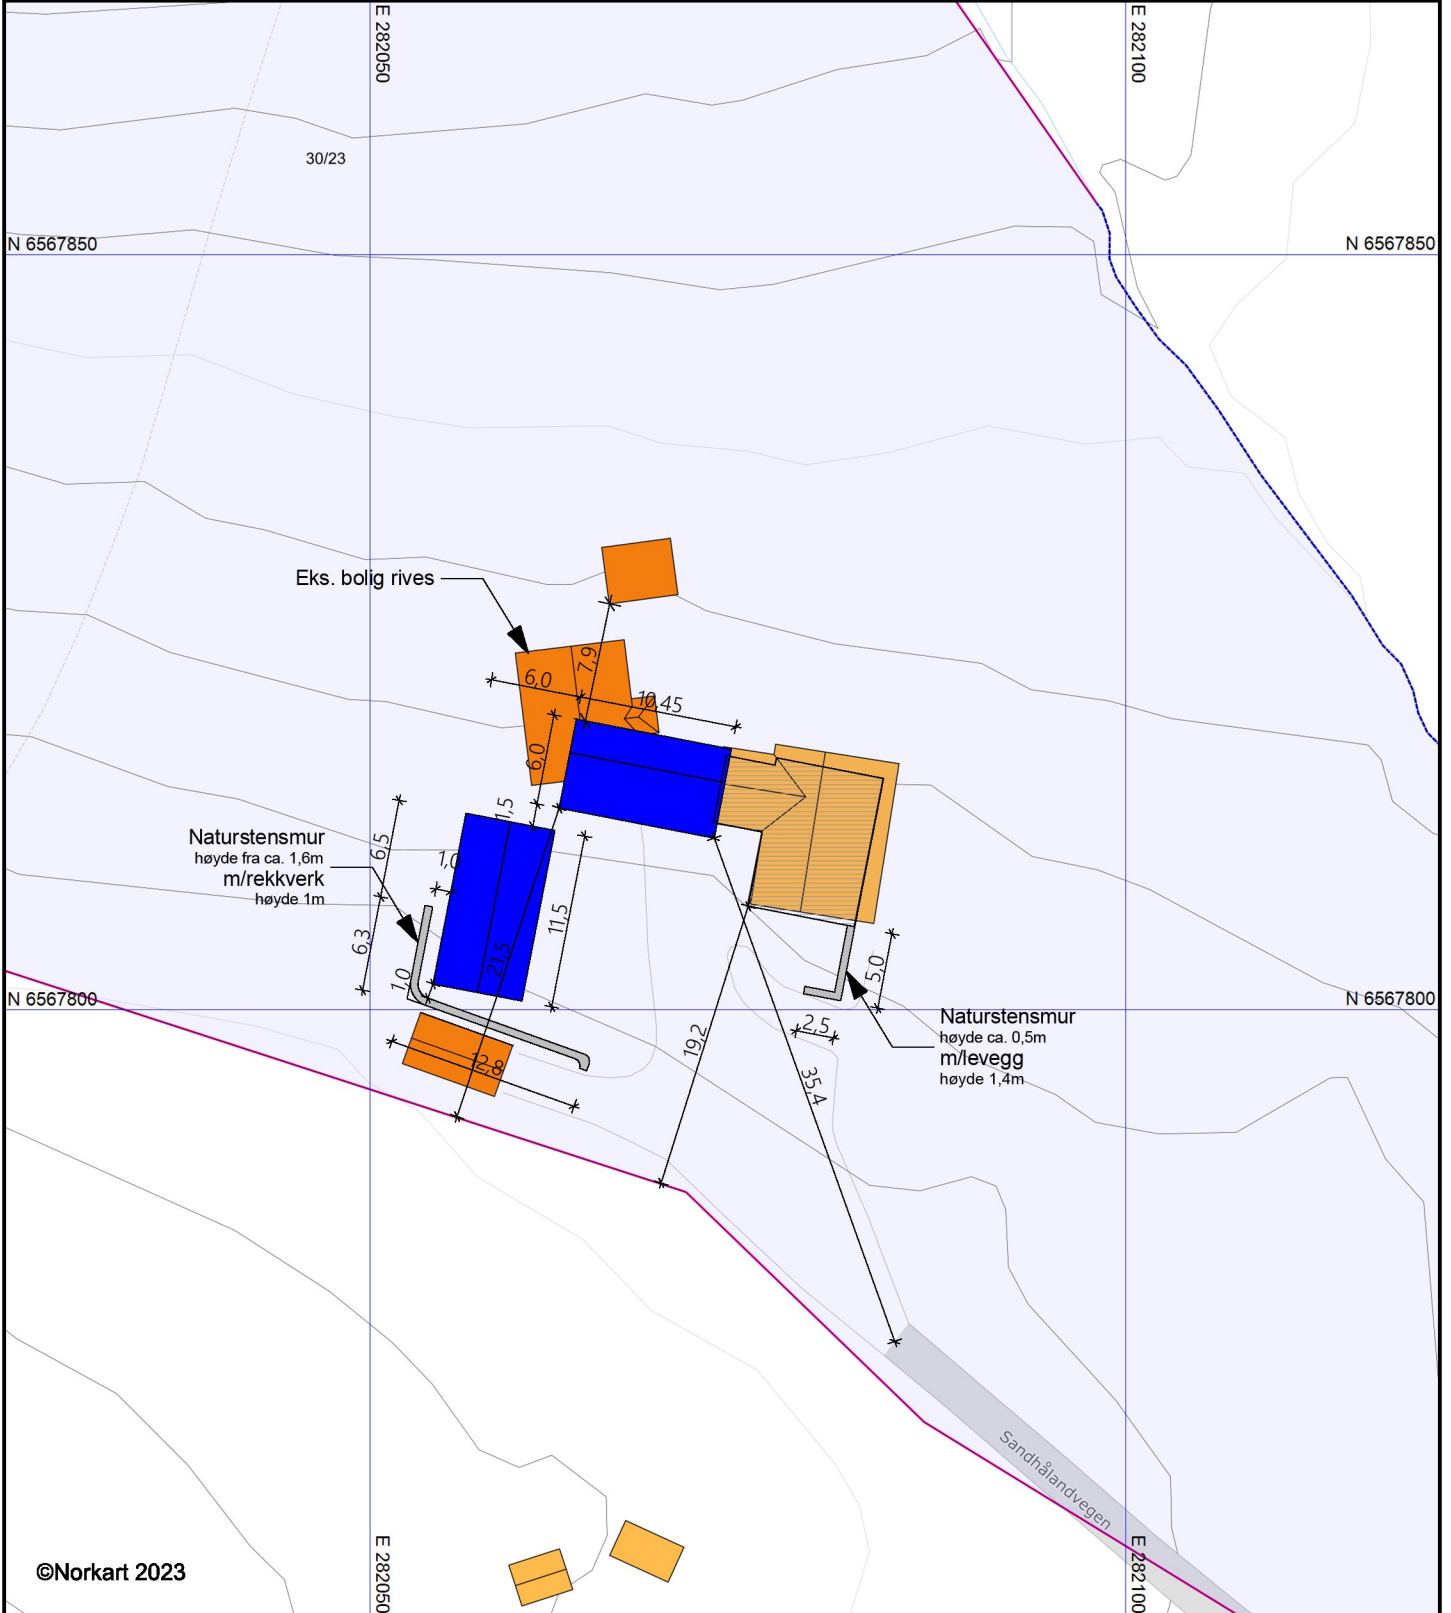 E 282050
E 282100
30/23
N 6567850
N 6567850
Eks. bolig rives
7,9
6,0
10,45
6,0
1,5
Naturstensmur
høyde fra ca. 1,6m
m/rekkverk
høyde 1m
6,5
1,0
11,5
6,3
21,5
1,0
5,0
N 6567800
N 6567800
Naturstensmur
høyde ca. 0,5m
m/levegg
høyde 1,4m
2,5
19,2
12,8
35,4
Sandhålandvegen
©Norkart 2023
E 282050
E 282100